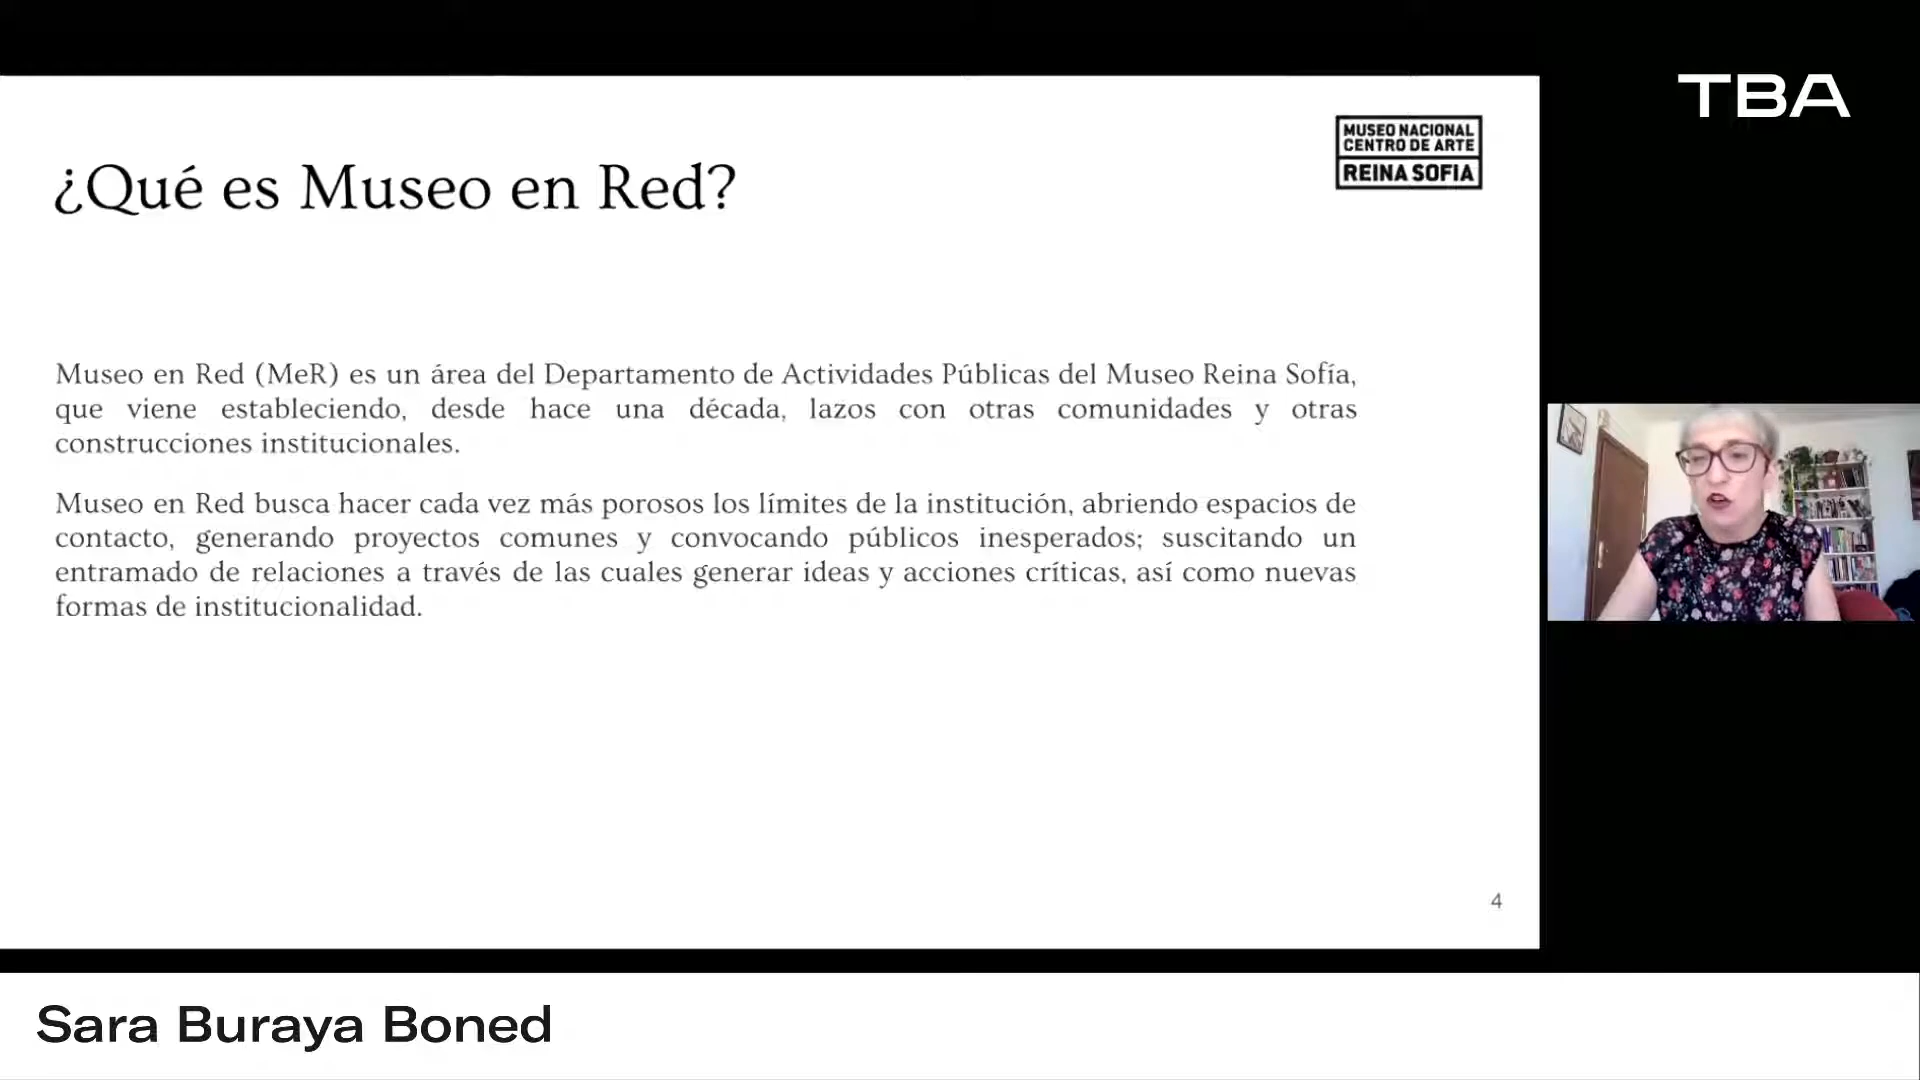 TBA
MUSEO NACIONAL
CENTRO DE ARTE
REINA SOFIA
¿Qué es Museo en Red?
Museo en Red (MeR) es un área del Departamento de Actividades Públicas del Museo Reina Sofía,
que viene estableciendo, desde hace una década, lazos con otras comunidades y otras
construcciones institucionales.
Museo en Red busca hacer cada vez más porosos los límites de la institución, abriendo espacios de
contacto, generando proyectos comunes y convocando públicos inesperados; suscitando un
entramado de relaciones a través de las cuales generar ideas y acciones críticas, así como nuevas
formas de institucionalidad.
4
Sara Buraya Boned